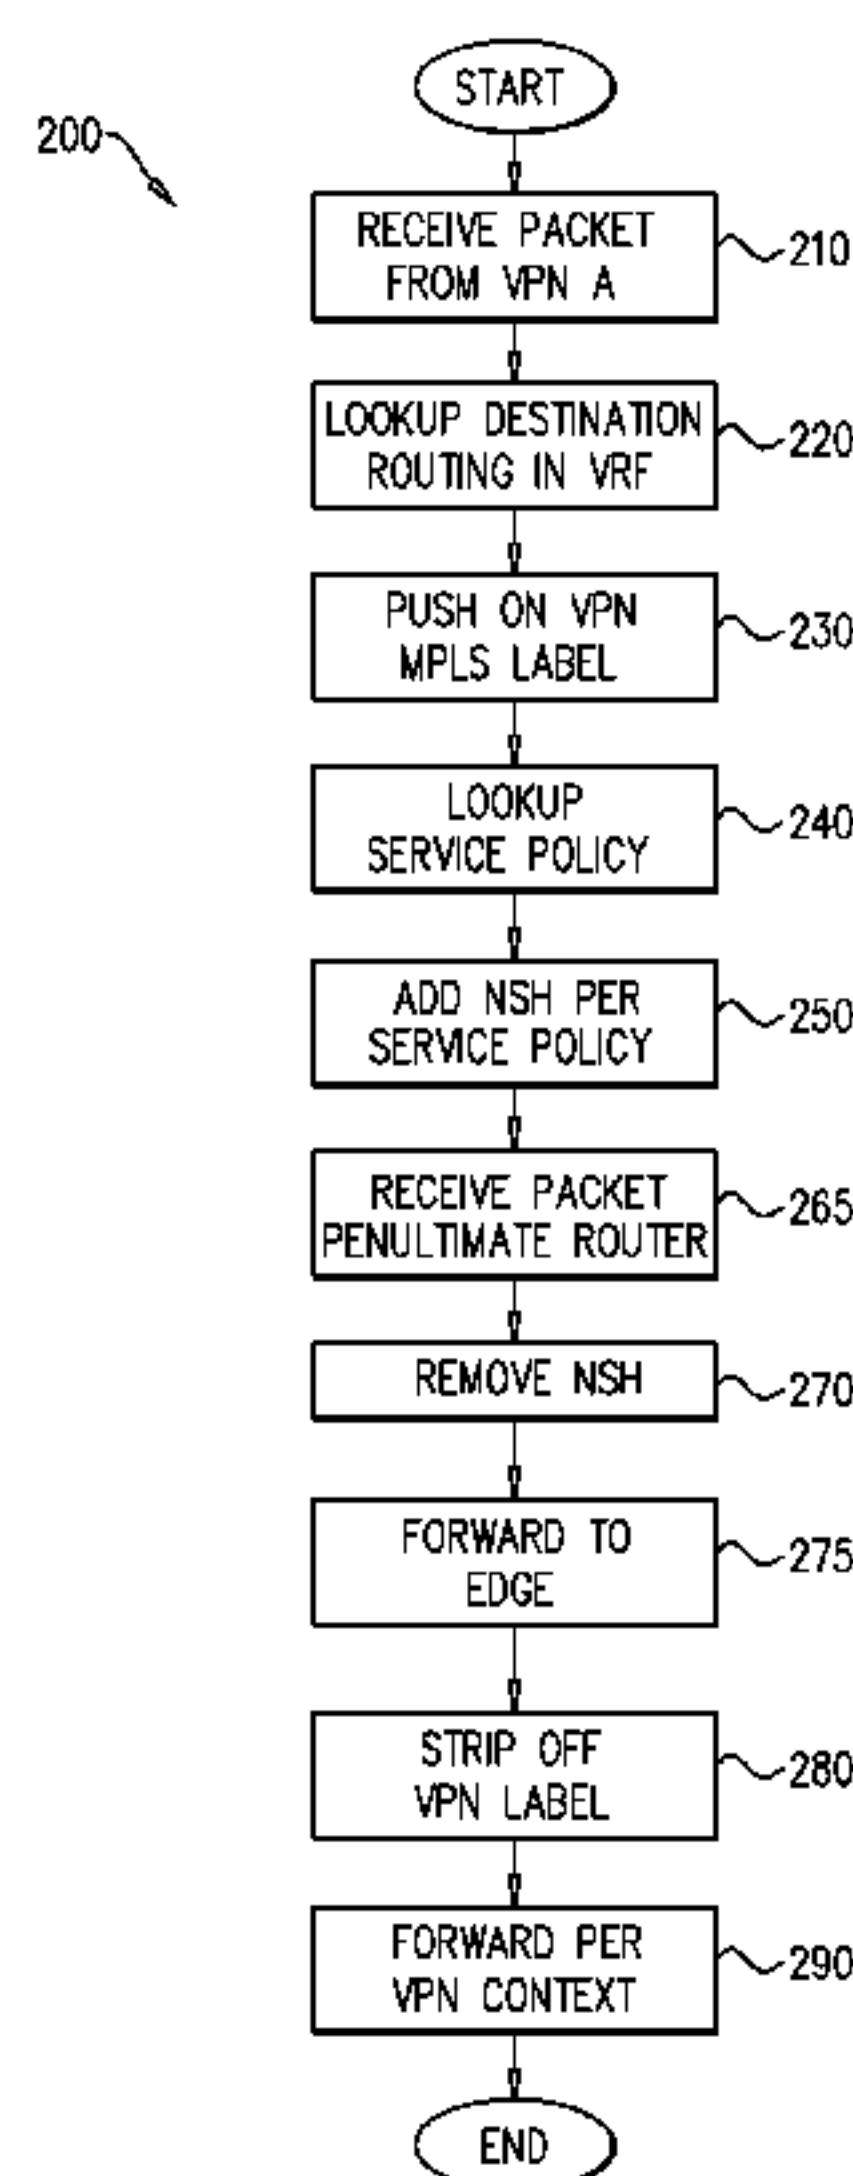 START
200
RECEIVE PACKET
FROM VPN A
210
LOOKUP DESTINATION
ROUTING IN VRF
220
PUSH ON VPN
MPLS LABEL
230
LOOKUP
SERVICE POLICY
240
ADD NSH PER
SERVICE POLICY
250
RECEIVE PACKET
PENULTIMATE ROUTER
265
REMOVE NSH
270
FORWARD TO
EDGE
275
STRIP OFF
VPN LABEL
280
FORWARD PER
VPN CONTEXT
290
END